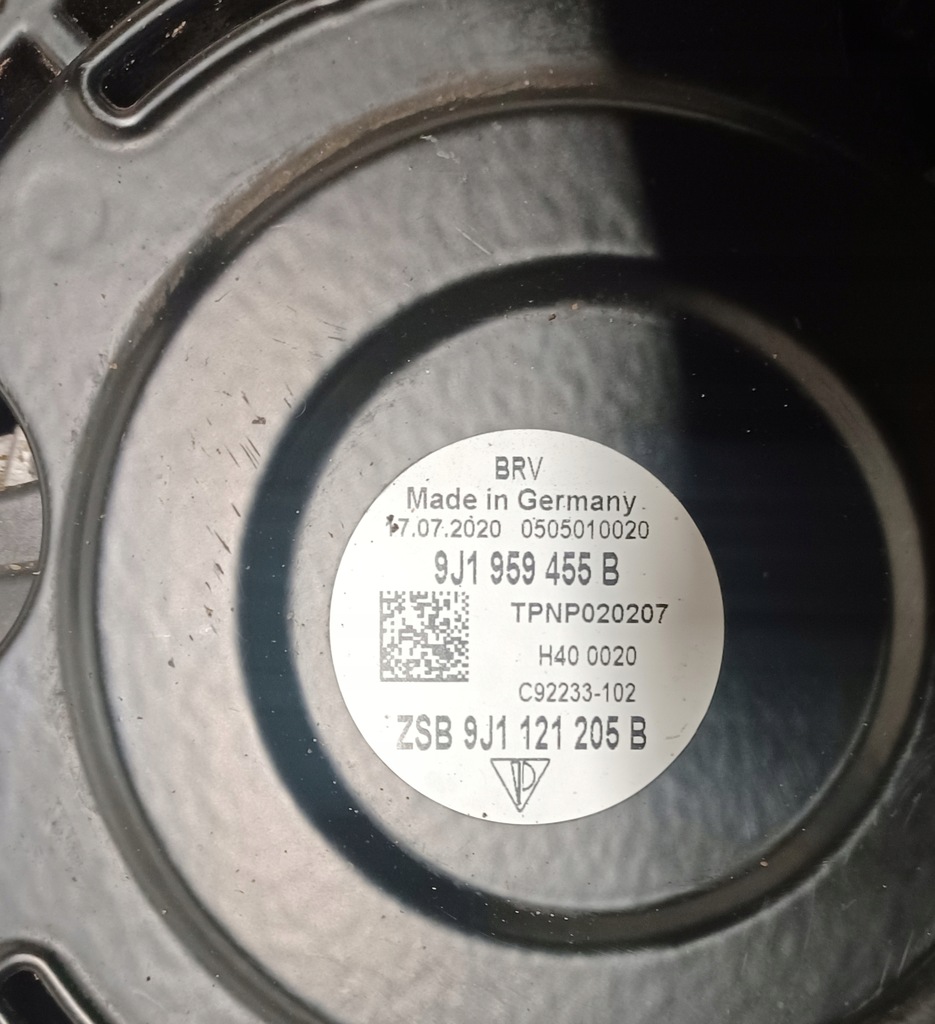 BRV
Made in Germany
17.07.2020 0505010020
9J1 959 455 B
TPNP020207
H40 0020
C92233-102
ZSB 9J1 121 205 B